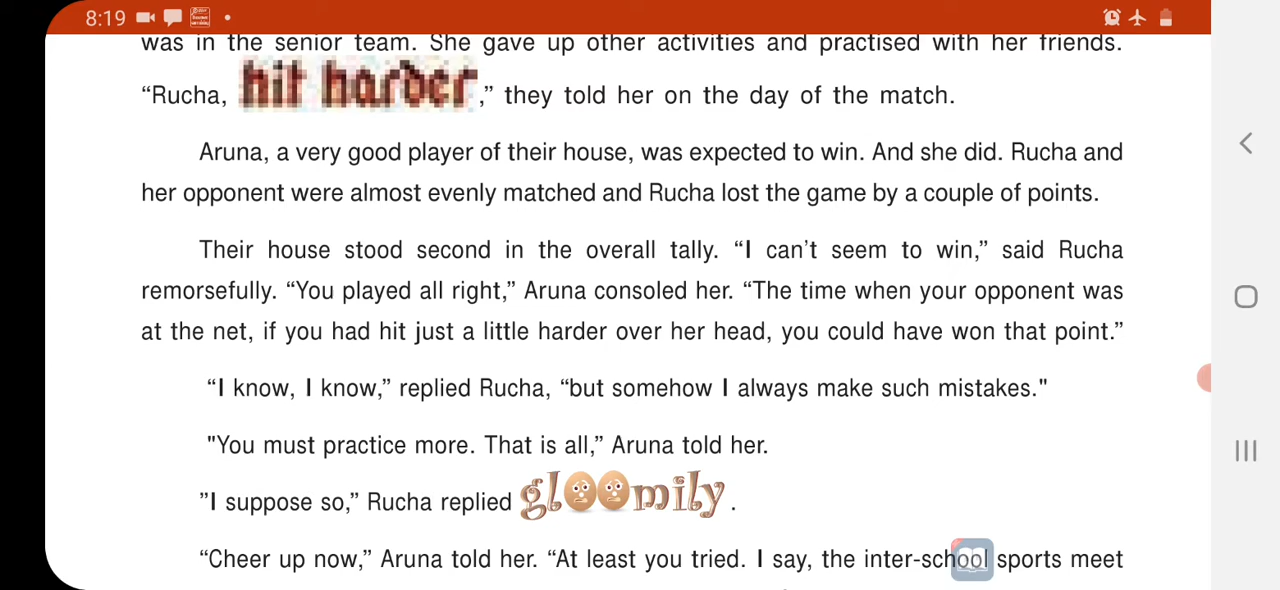 8:19
was in the senior team. She gave up other activities and practised with her friends.
“Rucha, hit harder,” they told her on the day of the match.
Aruna, a very good player of their house, was expected to win. And she did. Rucha and
her opponent were almost evenly matched and Rucha lost the game by a couple of points.
Their house stood second in the overall tally. “I can’t seem to win,” said Rucha
remorsefully. “You played all right,” Aruna consoled her. “The time when your opponent was
at the net, if you had hit just a little harder over her head, you could have won that point.”
“I know, I know,” replied Rucha, “but somehow I always make such mistakes."
"You must practice more. That is all,” Aruna told her.
”I suppose so,” Rucha replied gloomily .
“Cheer up now,” Aruna told her. “At least you tried. I say, the inter-school sports meet